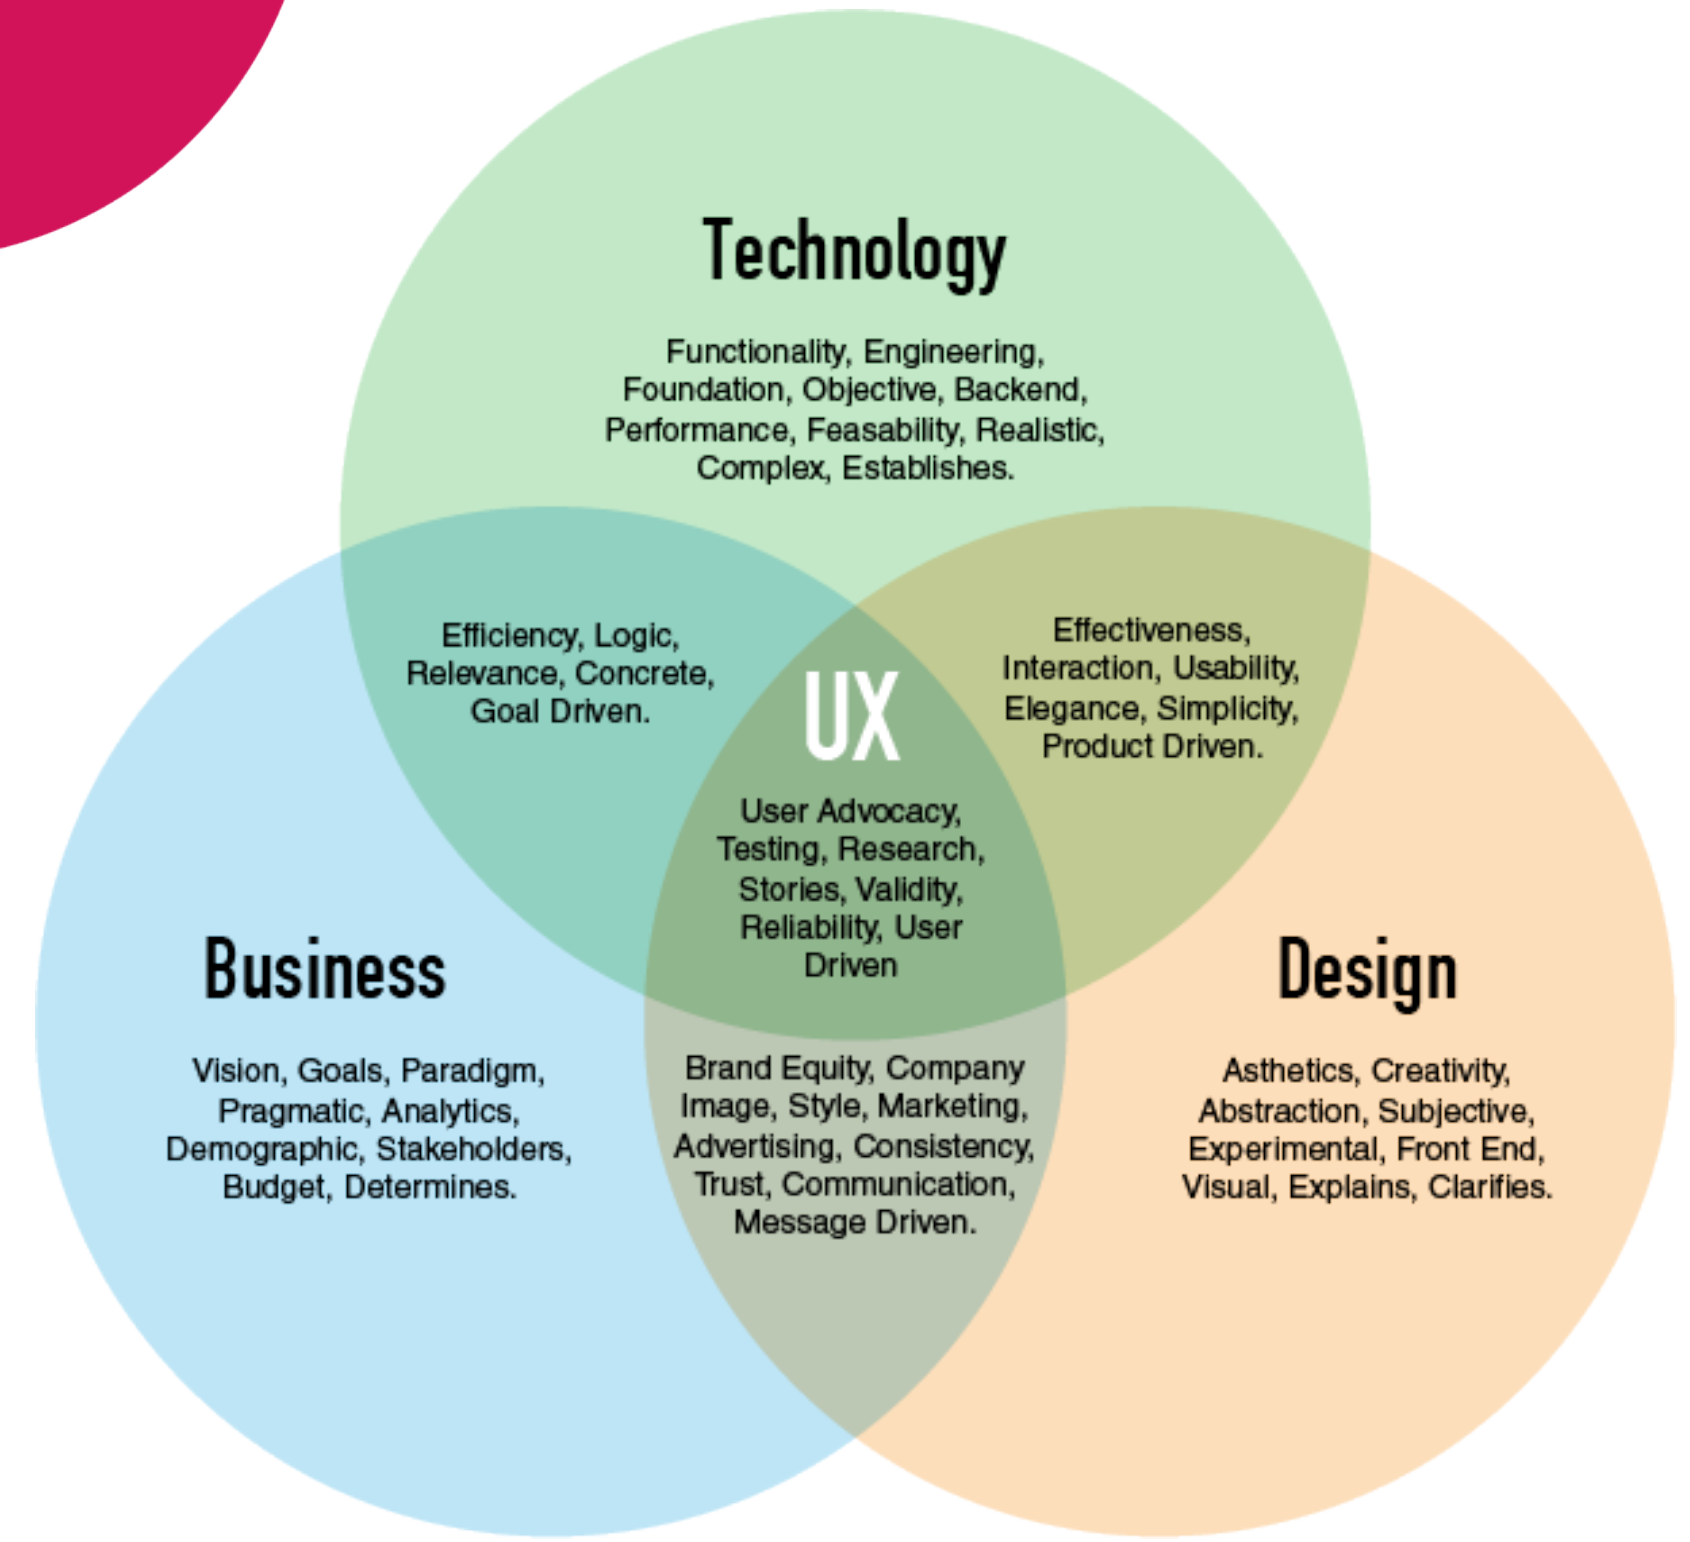 Technology
Functionality, Engineering,
Foundation, Objective, Backend,
Performance, Feasability, Realistic,
Complex, Establishes.
Efficiency, Logic,
Relevance, Concrete,
Goal Driven.
Effectiveness,
Interaction, Usability,
Elegance, Simplicity,
Product Driven.
UX
User Advocacy,
Testing, Research,
Stories, Validity,
Reliability, User
Driven
Business
Vision, Goals, Paradigm,
Pragmatic, Analytics,
Demographic, Stakeholders,
Budget, Determines.
Brand Equity, Company
Image, Style, Marketing,
Advertising, Consistency,
Trust, Communication,
Message Driven.
Design
Asthetics, Creativity,
Abstraction, Subjective,
Experimental, Front End,
Visual, Explains, Clarifies.